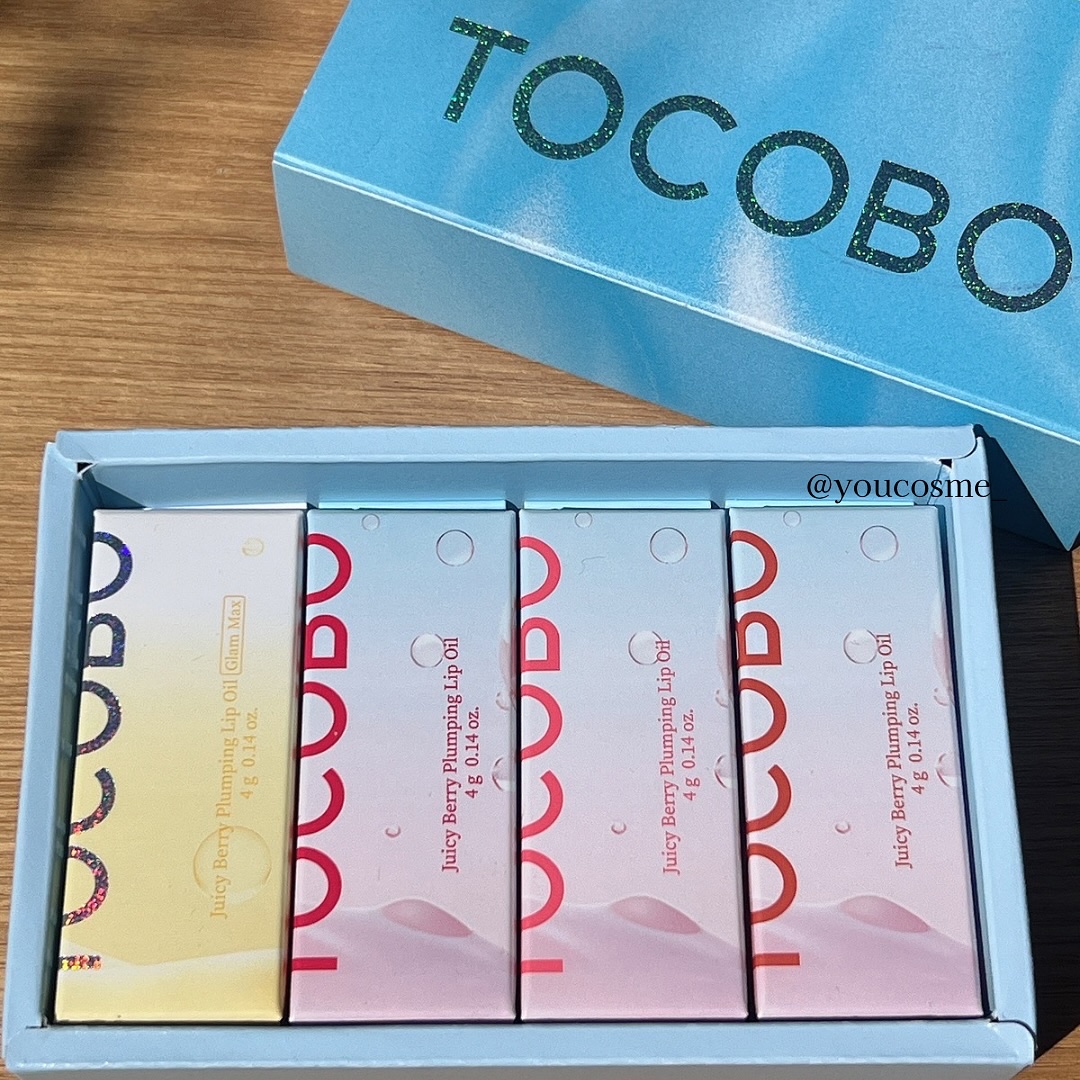 TOCOBO
@youcosme_
TOCOBO
Juicy Berry Plumping Lip Oil Glam Max
4 g 0.14 oz.
TOCOBO
Juicy Berry Plumping Lip Oil
4 g 0.14 oz.
TOCOBO
Juicy Berry Plumping Lip Oil
4 g 0.14 oz.
TOCOBO
Juicy Berry Plumping Lip Oil
4 g 0.14 oz.